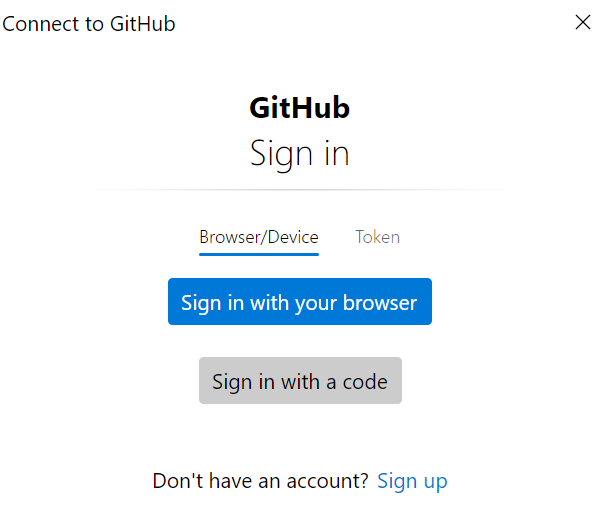 Connect to GitHub
GitHub
Sign in
Browser/Device Token
Sign in with your browser
Sign in with a code
Don't have an account? Sign up